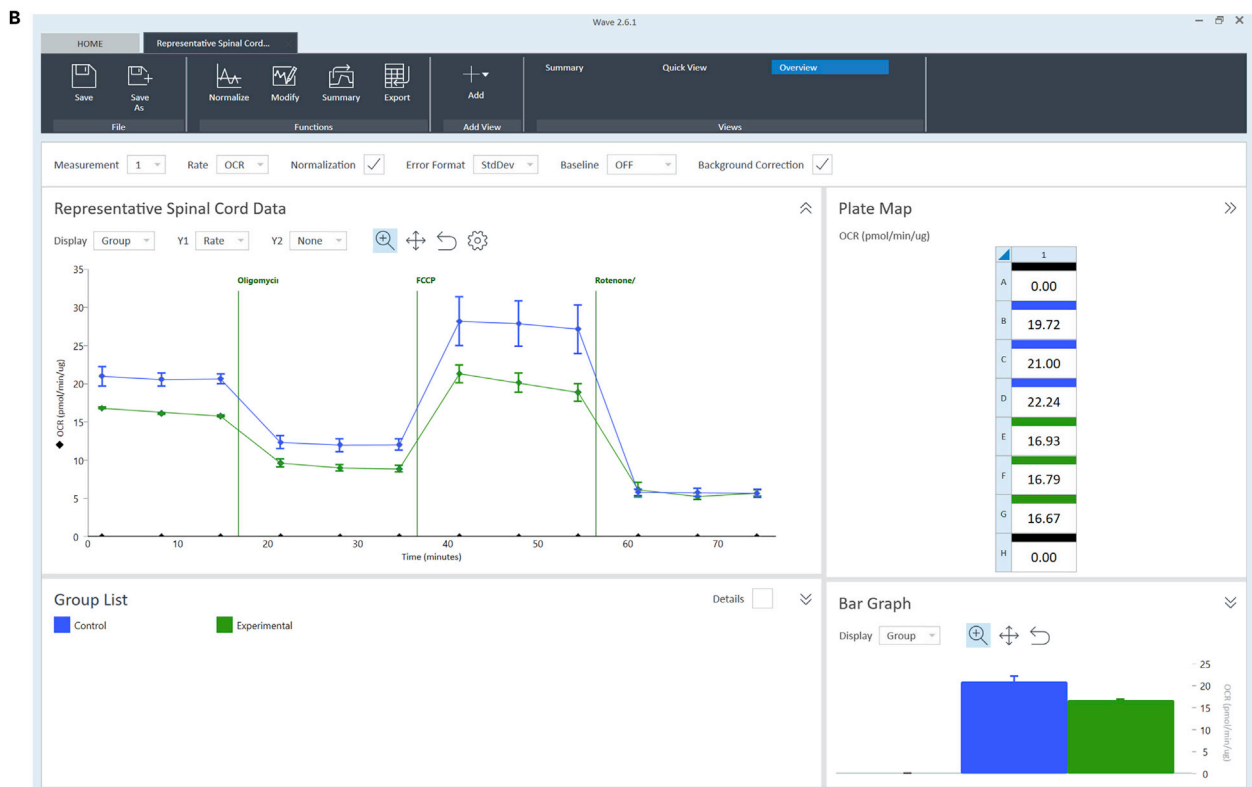 B
Wave 2.6.1
HOME
Representative Spinal Cord...
Save
Save As
Normalize
Modify
Summary
Export
Add
Summary
Quick View
Overview
File
Functions
Add View
Views
Measurement 1 Rate OCR Normalization Error Format StdDev Baseline OFF Background Correction
Representative Spinal Cord Data
Display Group Y1 Rate Y2 None
Oligomycii
FCCP
Rotenone/
35
30
25
20
15
10
5
0
OCR (pmol/min/ug)
0 10 20 30 40 50 60 70
Time (minutes)
Plate Map
OCR (pmol/min/ug)
1
A 0.00
B 19.72
C 21.00
D 22.24
E 16.93
F 16.79
G 16.67
H 0.00
Group List
Details
Control
Experimental
Bar Graph
Display Group
25
20
15
10
5
0
OCR (pmol/min/ug)